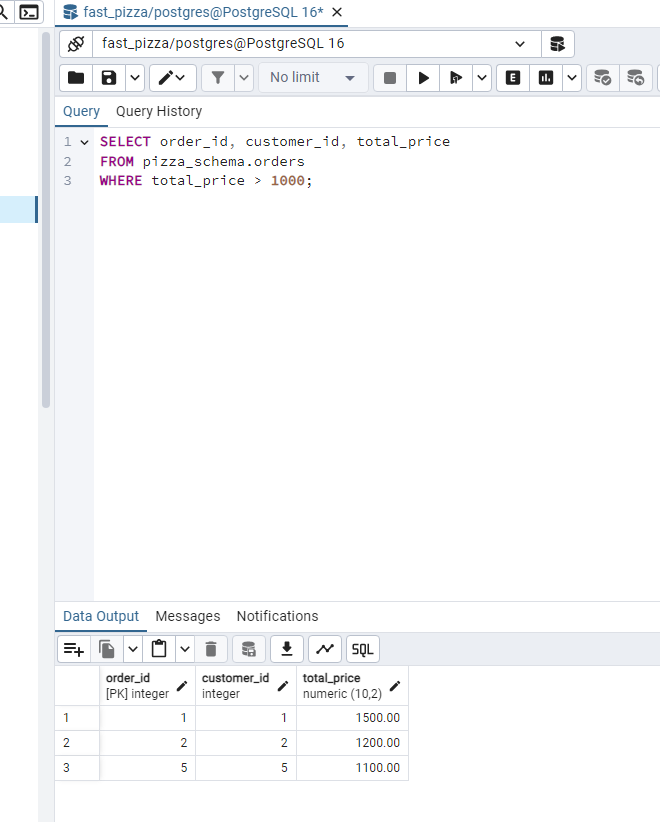 fast_pizza/postgres@PostgreSQL 16*
fast_pizza/postgres@PostgreSQL 16
No limit
E
Query Query History
1 SELECT order_id, customer_id, total_price
2 FROM pizza_schema.orders
3 WHERE total_price > 1000;
Data Output Messages Notifications
SQL
order_id customer_id total_price
[PK] integer integer numeric (10,2)
1 1 1 1500.00
2 2 2 1200.00
3 5 5 1100.00